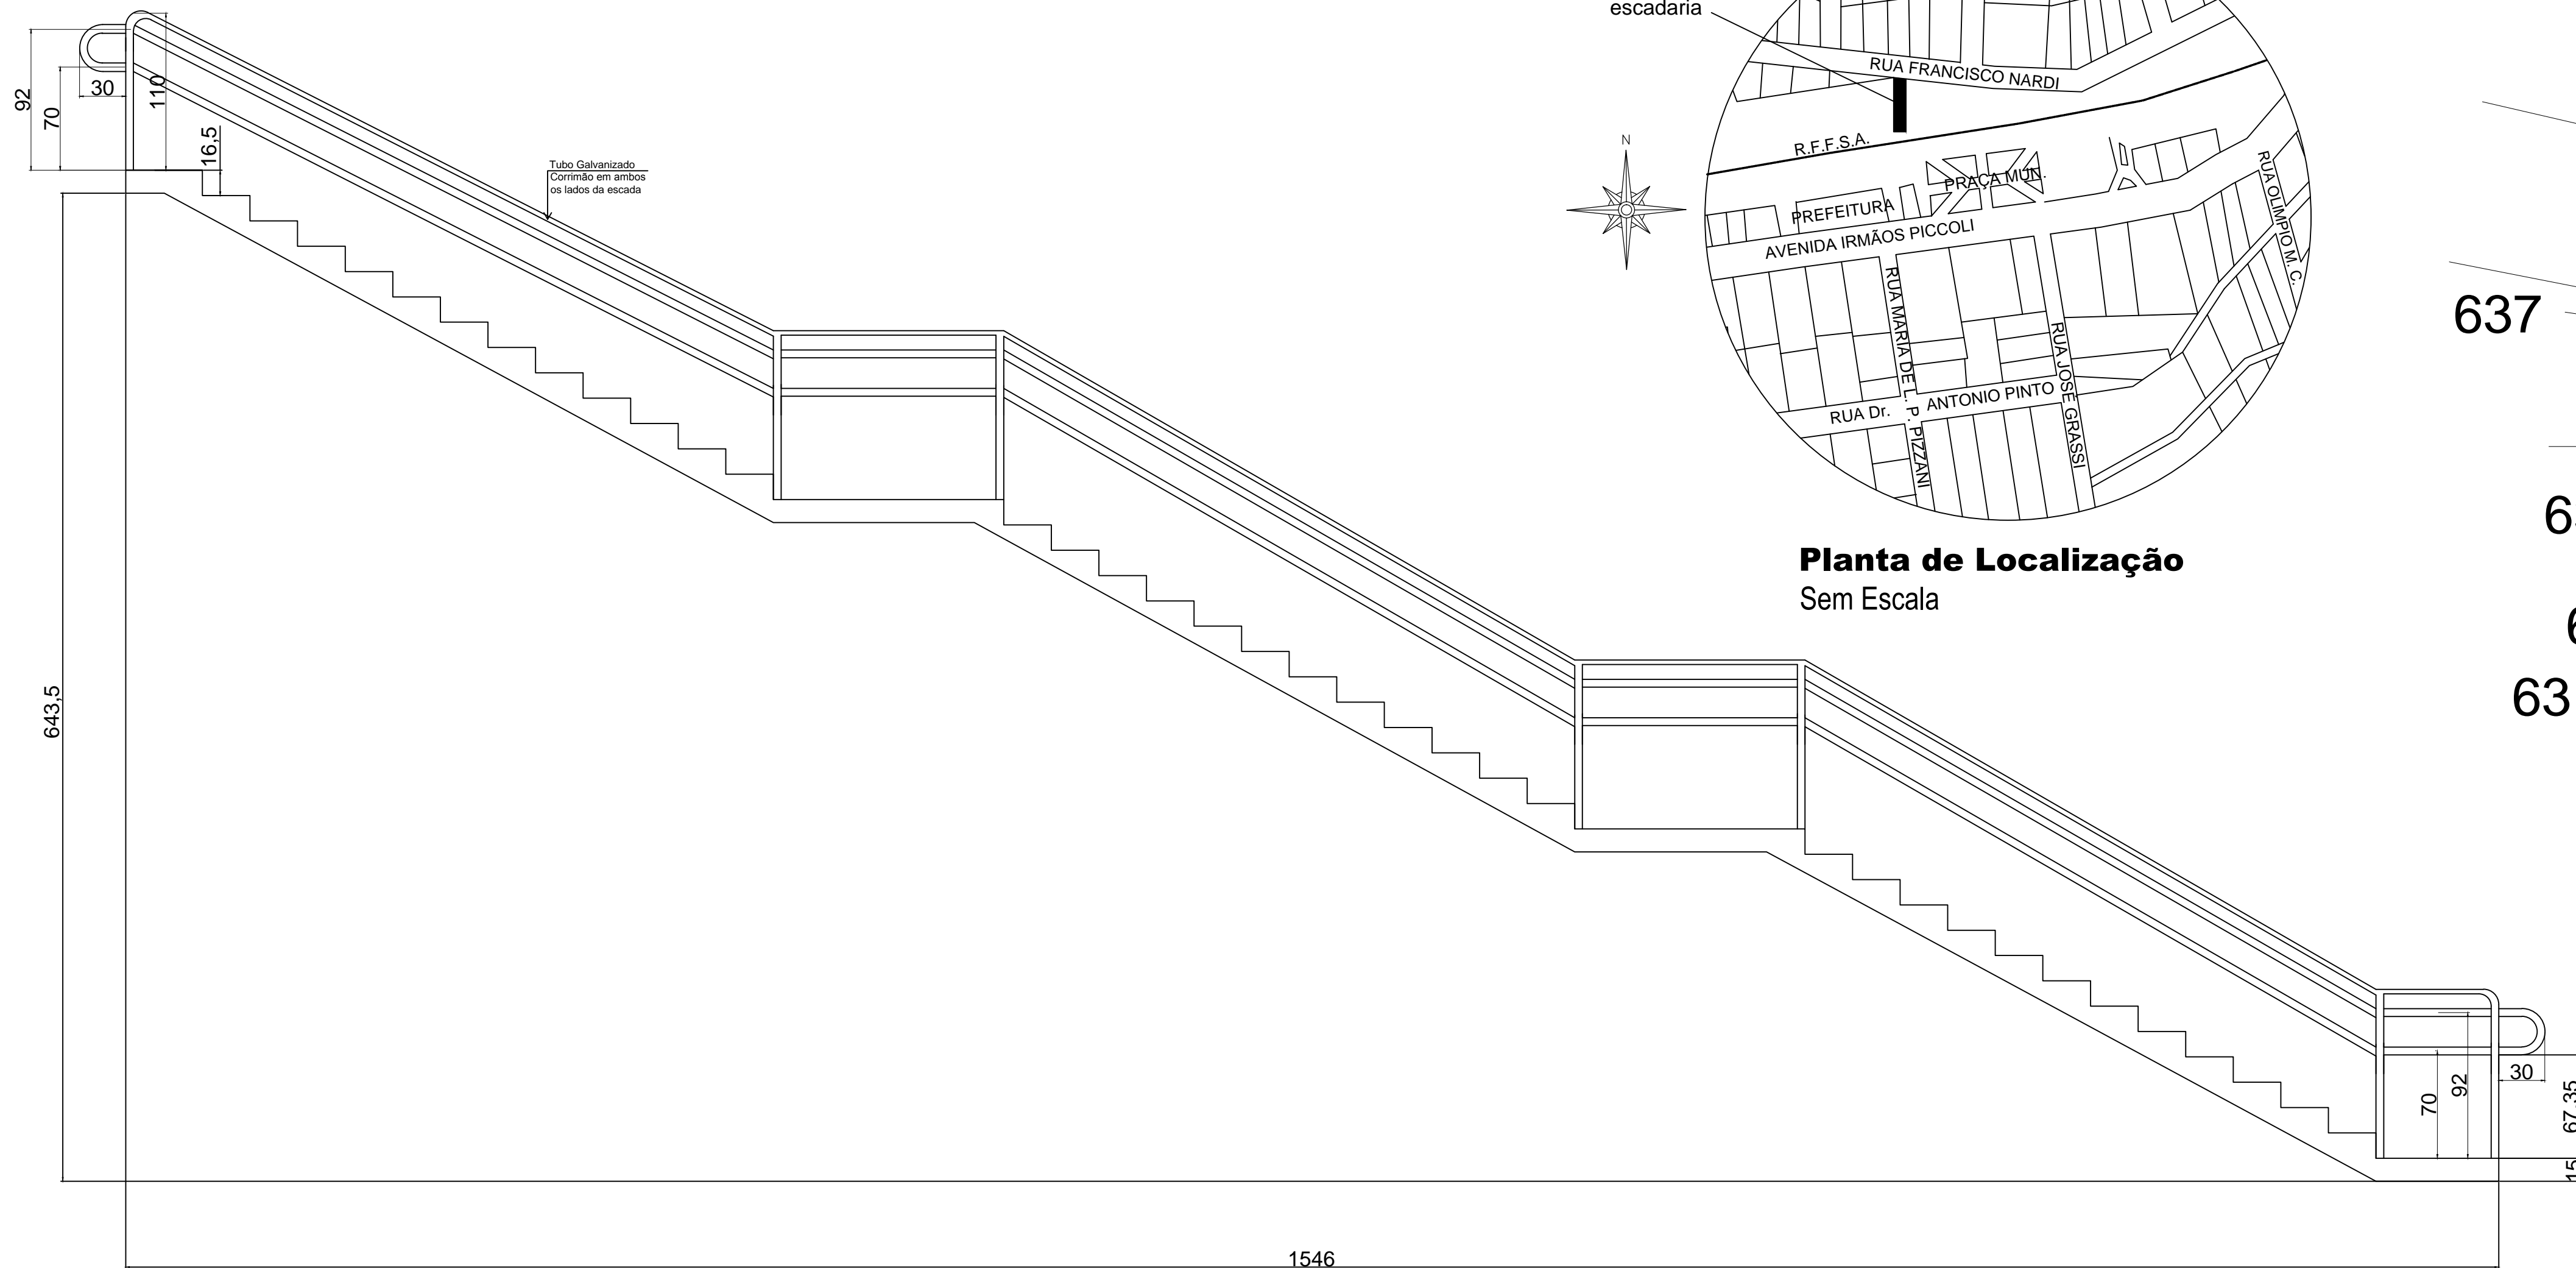 escadaria
RUA FRANCISCO NARDI
R.F.F.S.A.
PRAÇA MUN.
PREFEITURA
AVENIDA IRMÃOS PICCOLI
RUA OLIMPIO M. C.
RUA MARIA DE L. P. PIZZANI
RUA JOSE GRASSI
RUA Dr. ANTONIO PINTO
N
Planta de Localização
Sem Escala
92
70
30
110
16,5
Tubo Galvanizado
Corrimão em ambos
os lados da escada
643,5
1546
637
63
70
92
30
67,35
15